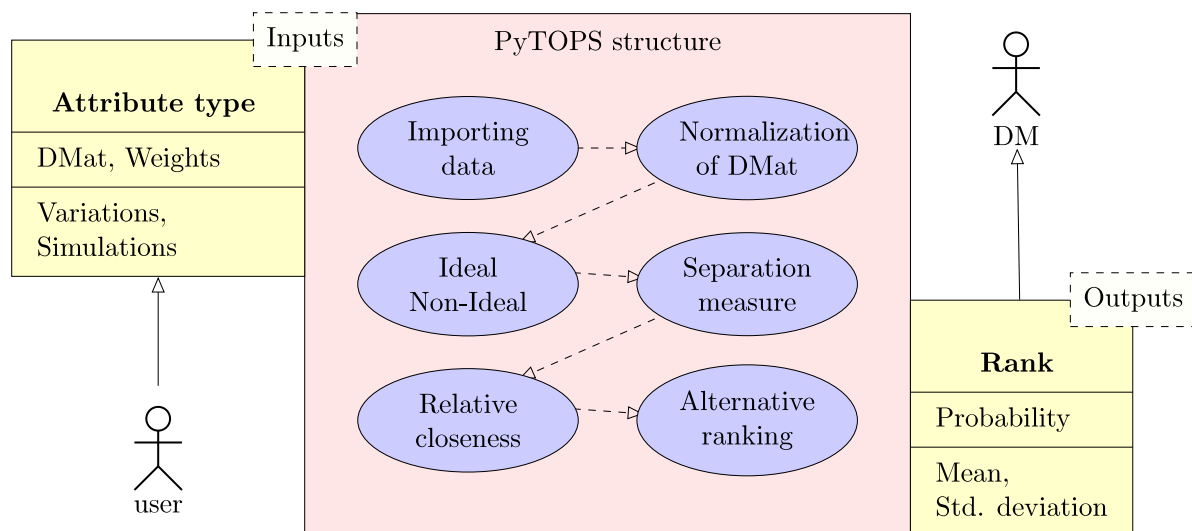 Inputs
Attribute type
DMat, Weights
Variations,
Simulations
user
PyTOPS structure
Importing
data
Normalization
of DMat
Ideal
Non-Ideal
Separation
measure
Relative
closeness
Alternative
ranking
DM
Outputs
Rank
Probability
Mean,
Std. deviation